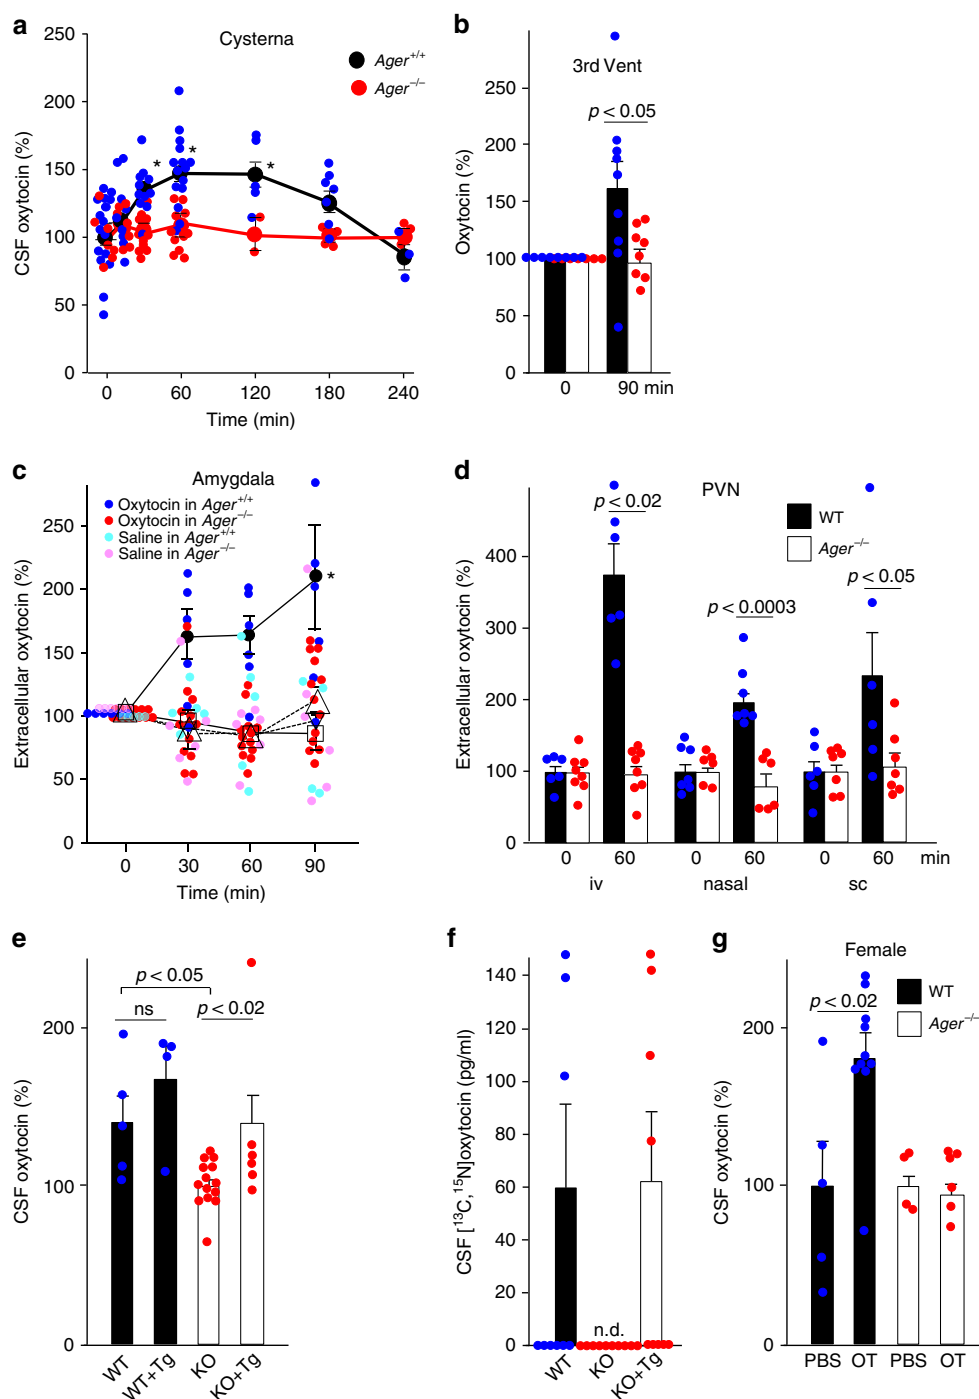 a
Cysterna
Ager+/+
Ager−/−
CSF oxytocin (%)
250
200
150
100
50
0
* * *
0 60 120 180 240
Time (min)
b
3rd Vent
p < 0.05
Oxytocin (%)
250
200
150
100
50
0
0 90 min
c
Amygdala
Oxytocin in Ager+/+
Oxytocin in Ager−/−
Saline in Ager+/+
Saline in Ager−/−
Extracellular oxytocin (%)
250
200
150
100
50
0
*
0 30 60 90
Time (min)
d
PVN
WT
Ager−/−
p < 0.02
p < 0.0003
p < 0.05
Extracellular oxytocin (%)
400
300
200
100
0
0 60 0 60 0 60 min
iv nasal sc
e
p < 0.05
ns
p < 0.02
CSF oxytocin (%)
200
100
0
WT WT+Tg KO KO+Tg
f
CSF [13C,15N]oxytocin (pg/ml)
140
120
100
80
60
40
20
0
n.d.
WT KO KO+Tg
g
Female
WT
Ager−/−
p < 0.02
CSF oxytocin (%)
200
100
0
PBS OT PBS OT